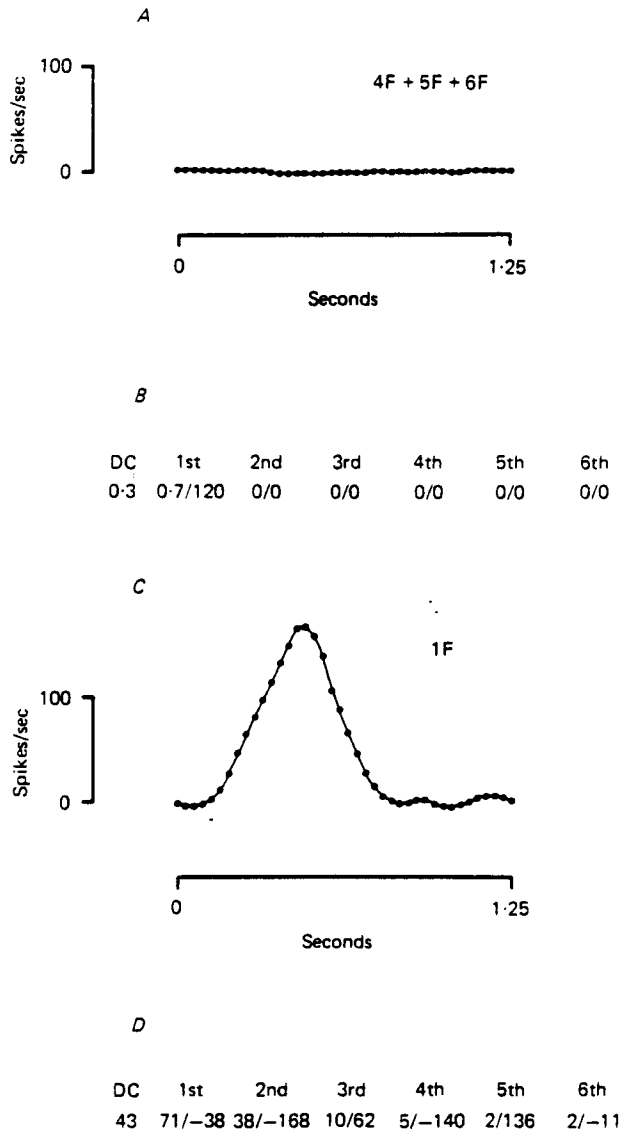 A
100
4F + 5F + 6F
Spikes/sec
0
0 1·25
Seconds
B
DC 1st 2nd 3rd 4th 5th 6th
0·3 0·7/120 0/0 0/0 0/0 0/0 0/0
C
1F
100
Spikes/sec
0
0 1·25
Seconds
D
DC 1st 2nd 3rd 4th 5th 6th
43 71/−38 38/−168 10/62 5/−140 2/136 2/−11